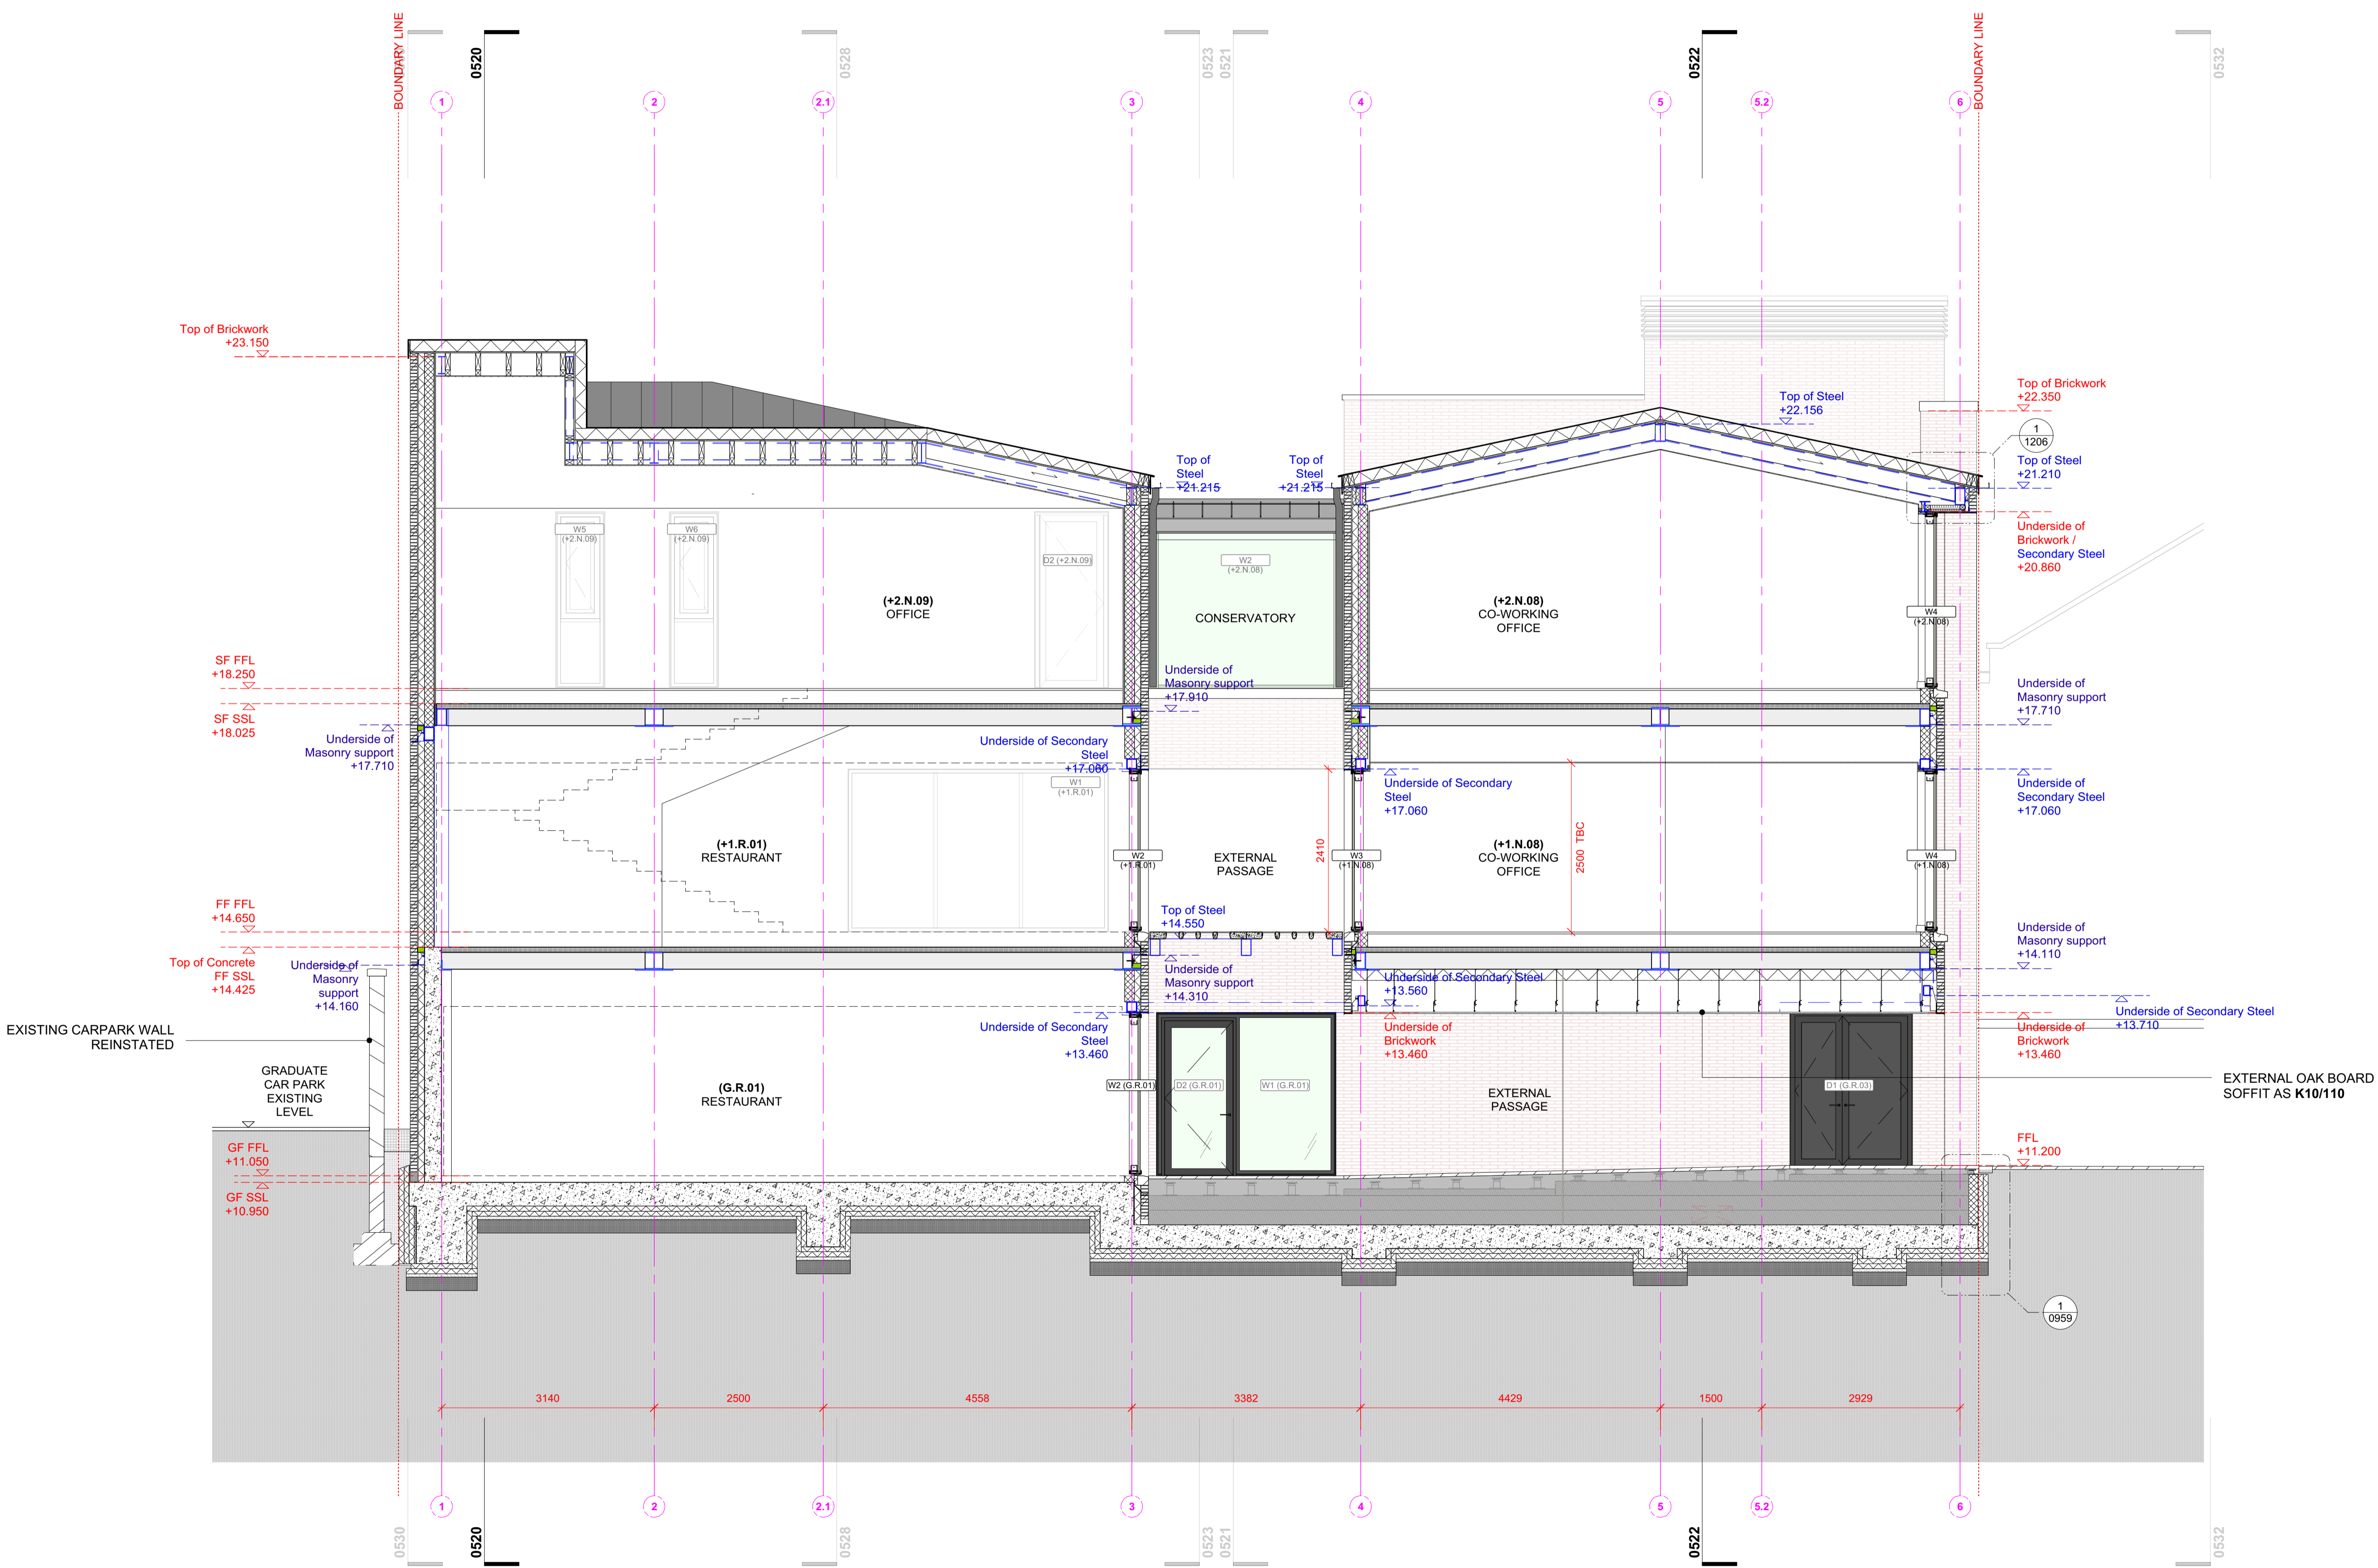 BOUNDARY LINE
0520
0528
0523
0521
0522
BOUNDARY LINE
0532
1
2
2.1
3
4
5
5.2
6
Top of Brickwork
+23.150
Top of Brickwork
+22.350
Top of Steel
+22.156
1
1206
Top of
Steel
+21.215
Top of
Steel
+21.215
Top of Steel
+21.210
Underside of
Brickwork /
Secondary Steel
+20.860
W5
(+2.N.09)
W6
(+2.N.09)
D2 (+2.N.09)
W2
(+2.N.08)
(+2.N.09)
OFFICE
CONSERVATORY
(+2.N.08)
CO-WORKING
OFFICE
W4
(+2.N.08)
SF FFL
+18.250
SF SSL
+18.025
Underside of
Masonry support
+17.710
Underside of
Masonry support
+17.910
Underside of
Masonry support
+17.710
Underside of Secondary
Steel
+17.060
Underside of Secondary
Steel
+17.060
Underside of
Secondary Steel
+17.060
W1
(+1.R.01)
(+1.R.01)
RESTAURANT
W2
(+1.R.01)
EXTERNAL
PASSAGE
2410
W3
(+1.N.08)
(+1.N.08)
CO-WORKING
OFFICE
2500 TBC
W4
(+1.N.08)
FF FFL
+14.650
Top of Concrete
FF SSL
+14.425
Underside of
Masonry
support
+14.160
Top of Steel
+14.550
Underside of
Masonry support
+14.310
Underside of
Masonry support
+14.110
Underside of Secondary Steel
+13.560
Underside of Secondary Steel
+13.710
Underside of Secondary
Steel
+13.460
Underside of
Brickwork
+13.460
Underside of
Brickwork
+13.460
EXISTING CARPARK WALL
REINSTATED
GRADUATE
CAR PARK
EXISTING
LEVEL
(G.R.01)
RESTAURANT
W2 (G.R.01)
D2 (G.R.01)
W1 (G.R.01)
EXTERNAL
PASSAGE
D1 (G.R.03)
EXTERNAL OAK BOARD
SOFFIT AS K10/110
GF FFL
+11.050
GF SSL
+10.950
FFL
+11.200
1
0959
3140
2500
4558
3382
4429
1500
2929
1
2
2.1
3
4
5
5.2
6
0530
0520
0528
0523
0521
0522
0532